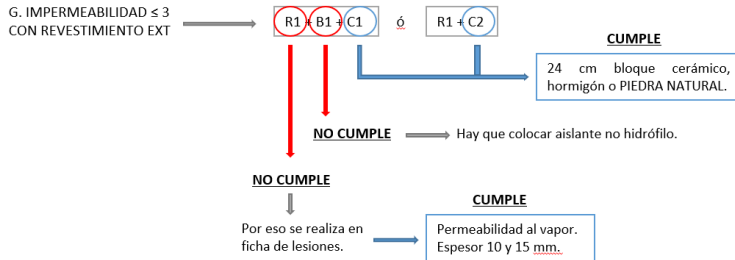 G. IMPERMEABILIDAD ≤ 3
CON REVESTIMIENTO EXT
R1 + B1 + C1 ó R1 + C2
CUMPLE
24 cm bloque cerámico,
hormigón o PIEDRA NATURAL.
NO CUMPLE
Hay que colocar aislante no hidrófilo.
NO CUMPLE
Por eso se realiza en
ficha de lesiones.
CUMPLE
Permeabilidad al vapor.
Espesor 10 y 15 mm.